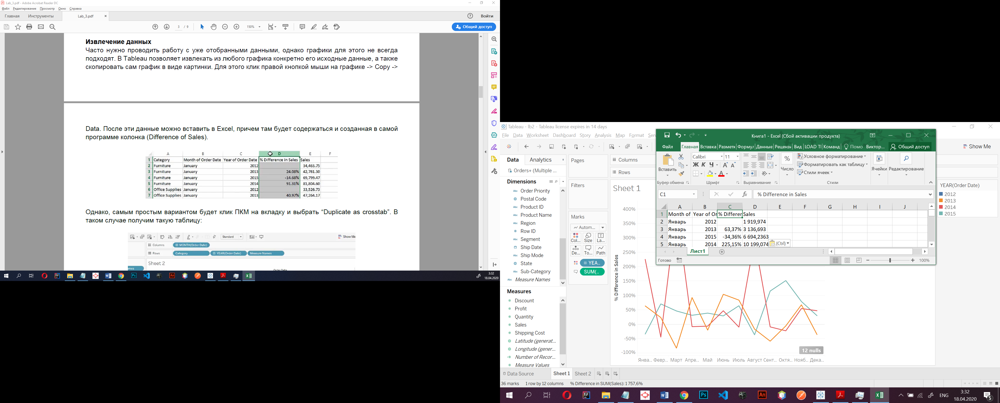 Lab_3.pdf - Adobe Acrobat Reader DC
Файл Редактирование Просмотр Окно Справка
Главная Инструменты Lab_3.pdf × Войти
3 / 9 150% Общий доступ
Извлечение данных
Часто нужно проводить работу с уже отобранными данными, однако графики для этого не всегда
подходят. В Tableau позволяет извлекать из любого графика конкретно его исходные данные, а также
скопировать сам график в виде картинки. Для этого клик правой кнопкой мыши на графике -> Copy ->
Data. После эти данные можно вставить в Excel, причем там будет содержаться и созданная в самой
программе колонка (Difference of Sales).
A B C D E F
1 Category Month of Order Date Year of Order Date % Difference in Sales Sales
2 Furniture January 2012 34,463.75
3 Furniture January 2013 24.08% 42,761.30
4 Furniture January 2015 -14.68% 69,799.47
5 Furniture January 2014 91.31% 81,804.60
6 Office Supplies January 2012 33,526.73
7 Office Supplies January 2013 40.97% 47,264.17
Однако, самым простым вариантом будет клик ПКМ на вкладку и выбрать “Duplicate as crosstab”. В
таком случае получим такую таблицу:
Standard Show Me
Columns MONTH(Order Date)
Rows Category YEAR(Order Date) Measure Names
Sheet 2
mes
Order Date
3:32
18.04.2020
Tableau - lb2 - Tableau license expires in 14 days
File Data Worksheet Dashboard Story Analysis Map Format Serv
Show Me
Data Analytics
Orders+ (Multiple ...
Dimensions
Order Priority
Postal Code
Product ID
Product Name
Region
Row ID
Segment
Ship Date
Ship Mode
State
Sub-Category
Measure Names
Measures
Discount
Profit
Quantity
Sales
Shipping Cost
Latitude (generat...
Longitude (gener...
Number of Recor...
Measure Values
Pages
Filters
Marks
Autom...
Col... Size La...
De... To... Path
YEA..
SUM(..
Columns
Rows
Sheet 1
% Difference in Sales
400%
350%
300%
250%
200%
150%
100%
50%
0%
-50%
-100%
12 nulls
Янва.. Февр.. Март Апре.. Май Июнь Июль Август Сент.. Октя.. Нояб.. Дека..
Книга1 - Excel (Сбой активации продукта)
Файл Главная Вставка Разметк Формул Данные Рецензи Вид LOAD TI Команд Помо Виктор... Общий доступ
Вставить
Буфер обмена
Calibri 11
Ж К Ч
Шрифт
Выравнивание
%
Число
Условное форматирование
Форматировать как таблицу
Стили ячеек
Стили
Ячейки Редактирование
C1 fx % Difference in Sales
A B C D E F G H I J
1 Month of Year of Or % Differer Sales
2 Январь 2012 1 919,974
3 Январь 2013 63,37% 3 136,693
4 Январь 2015 -34,36% 6 694,2363
5 Январь 2014 225,15% 10 199,074
(Ctrl)
Лист1
Готово 100%
YEAR(Order Date)
2012
2013
2014
2015
Data Source Sheet 1 Sheet 2
36 marks 1 row by 12 columns % Difference in SUM(Sales): 1 757,6%
ENG 3:32
18.04.2020
5